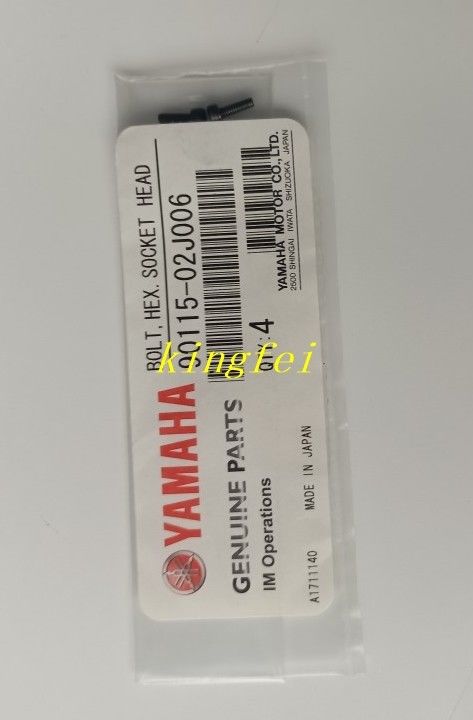 YAMAHA
GENUINE PARTS
IM Operations
A1711140 MADE IN JAPAN
BOLT, HEX. SOCKET HEAD
90115-02J006
4
YAMAHA MOTOR CO., LTD.
2500 SHINGAI IWATA SHIZUOKA JAPAN
kingfei